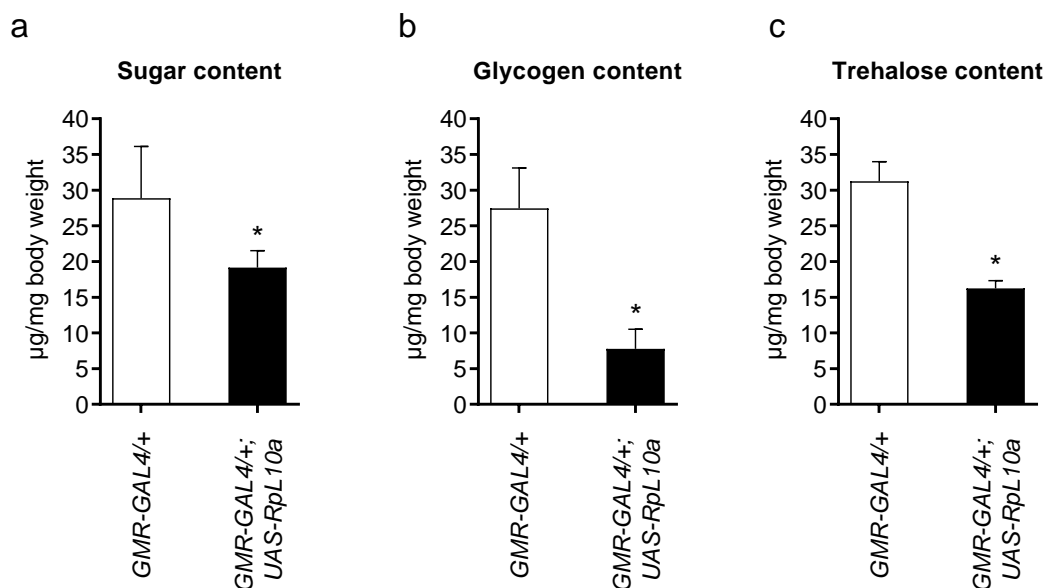 a
Sugar content
µg/mg body weight
40
35
30
25
20
15
10
5
0
*
GMR-GAL4/+
GMR-GAL4/+;
UAS-RpL10a
b
Glycogen content
µg/mg body weight
40
35
30
25
20
15
10
5
0
*
GMR-GAL4/+
GMR-GAL4/+;
UAS-RpL10a
c
Trehalose content
µg/mg body weight
40
35
30
25
20
15
10
5
0
*
GMR-GAL4/+
GMR-GAL4/+;
UAS-RpL10a